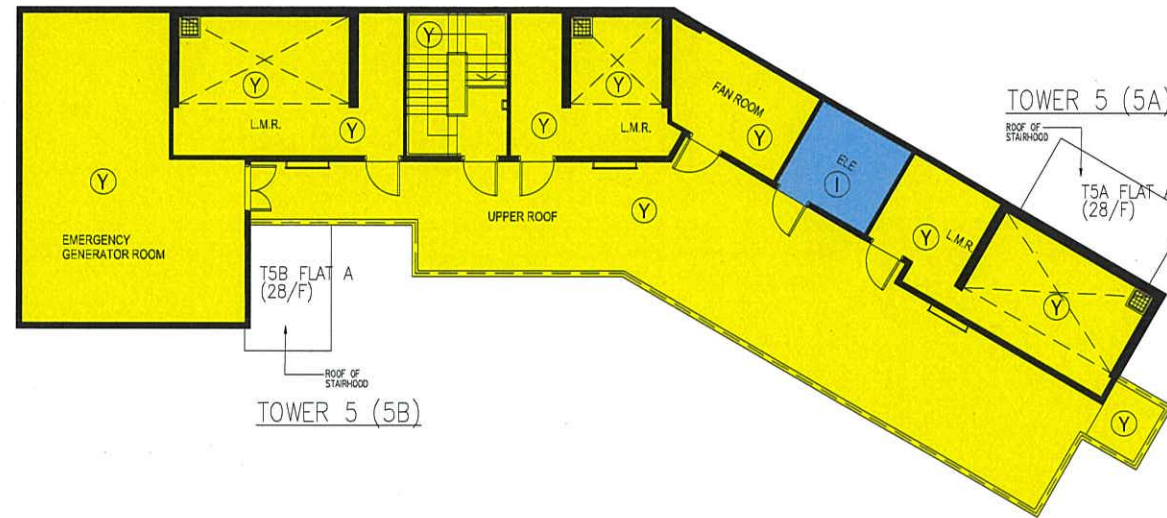 Y
Y
Y
L.M.R.
Y
Y
L.M.R.
Y
FAN ROOM
Y
ELE
I
TOWER 5 (5A)
ROOF OF
STAIRHOOD
T5A FLAT A
(28/F)
Y
L.M.R.
Y
Y
UPPER ROOF
Y
Y
EMERGENCY
GENERATOR ROOM
T5B FLAT A
(28/F)
ROOF OF
STAIRHOOD
TOWER 5 (5B)